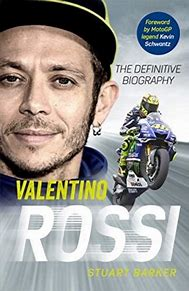 Foreword
by MotoGP
legend Kevin
Schwantz
THE DEFINITIVE
BIOGRAPHY
VALENTINO
ROSSI
STUART BARKER